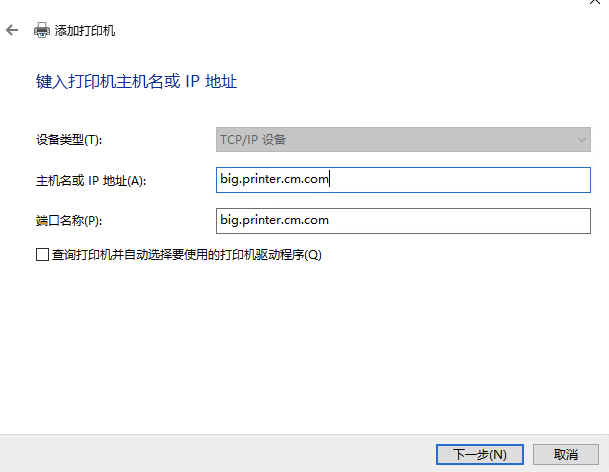 添加打印机
键入打印机主机名或 IP 地址
设备类型(T): TCP/IP 设备
主机名或 IP 地址(A): big.printer.cm.com
端口名称(P): big.printer.cm.com
查询打印机并自动选择要使用的打印机驱动程序(Q)
下一步(N) 取消